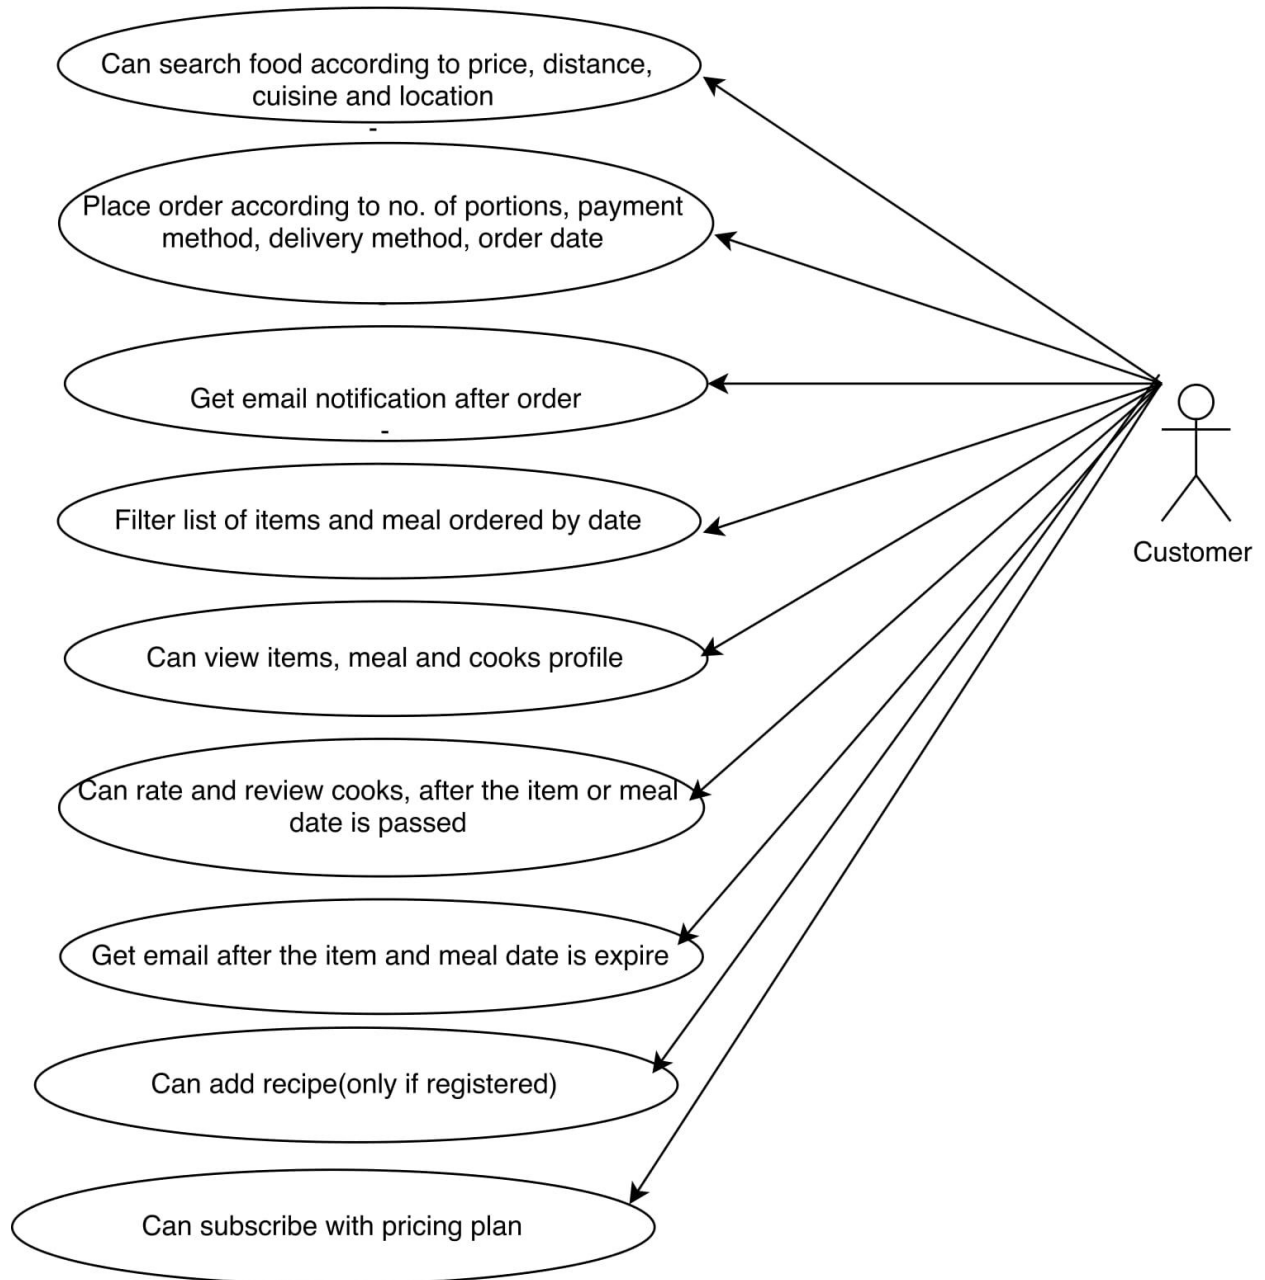 Can search food according to price, distance,
cuisine and location
-
Place order according to no. of portions, payment
method, delivery method, order date
-
Get email notification after order
-
Filter list of items and meal ordered by date
Can view items, meal and cooks profile
Can rate and review cooks, after the item or meal
date is passed
Get email after the item and meal date is expire
Can add recipe(only if registered)
Can subscribe with pricing plan
Customer